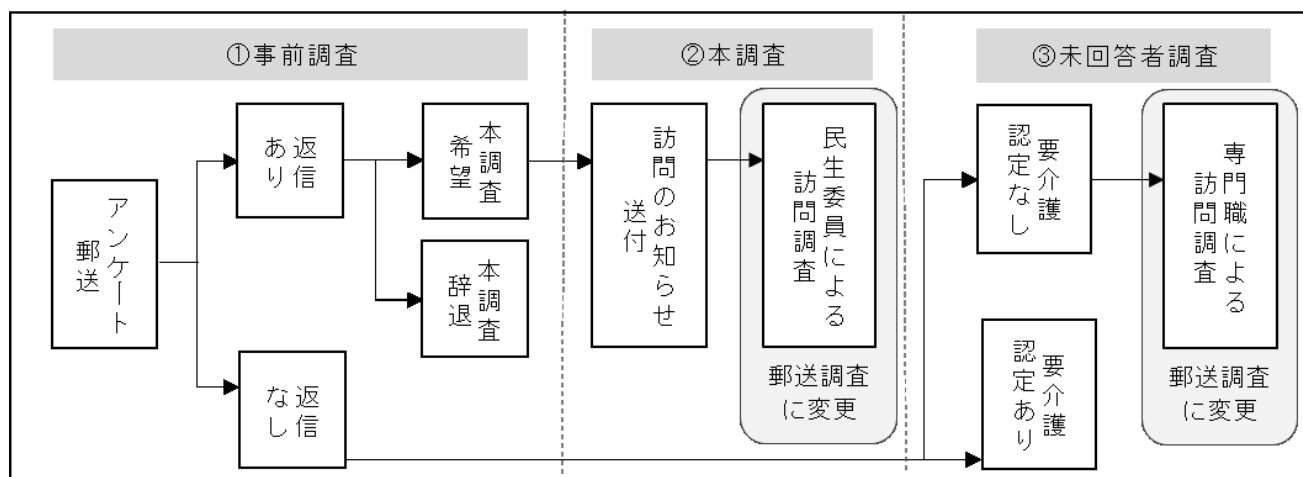 ①事前調査
②本調査
③未回答者調査
アンケート
郵送
返信
あり
返信
なし
本調査
希望
本調査
辞退
訪問のお知らせ
送付
民生委員による
訪問調査
郵送調査
に変更
要介護
認定なし
要介護
認定あり
専門職による
訪問調査
郵送調査
に変更